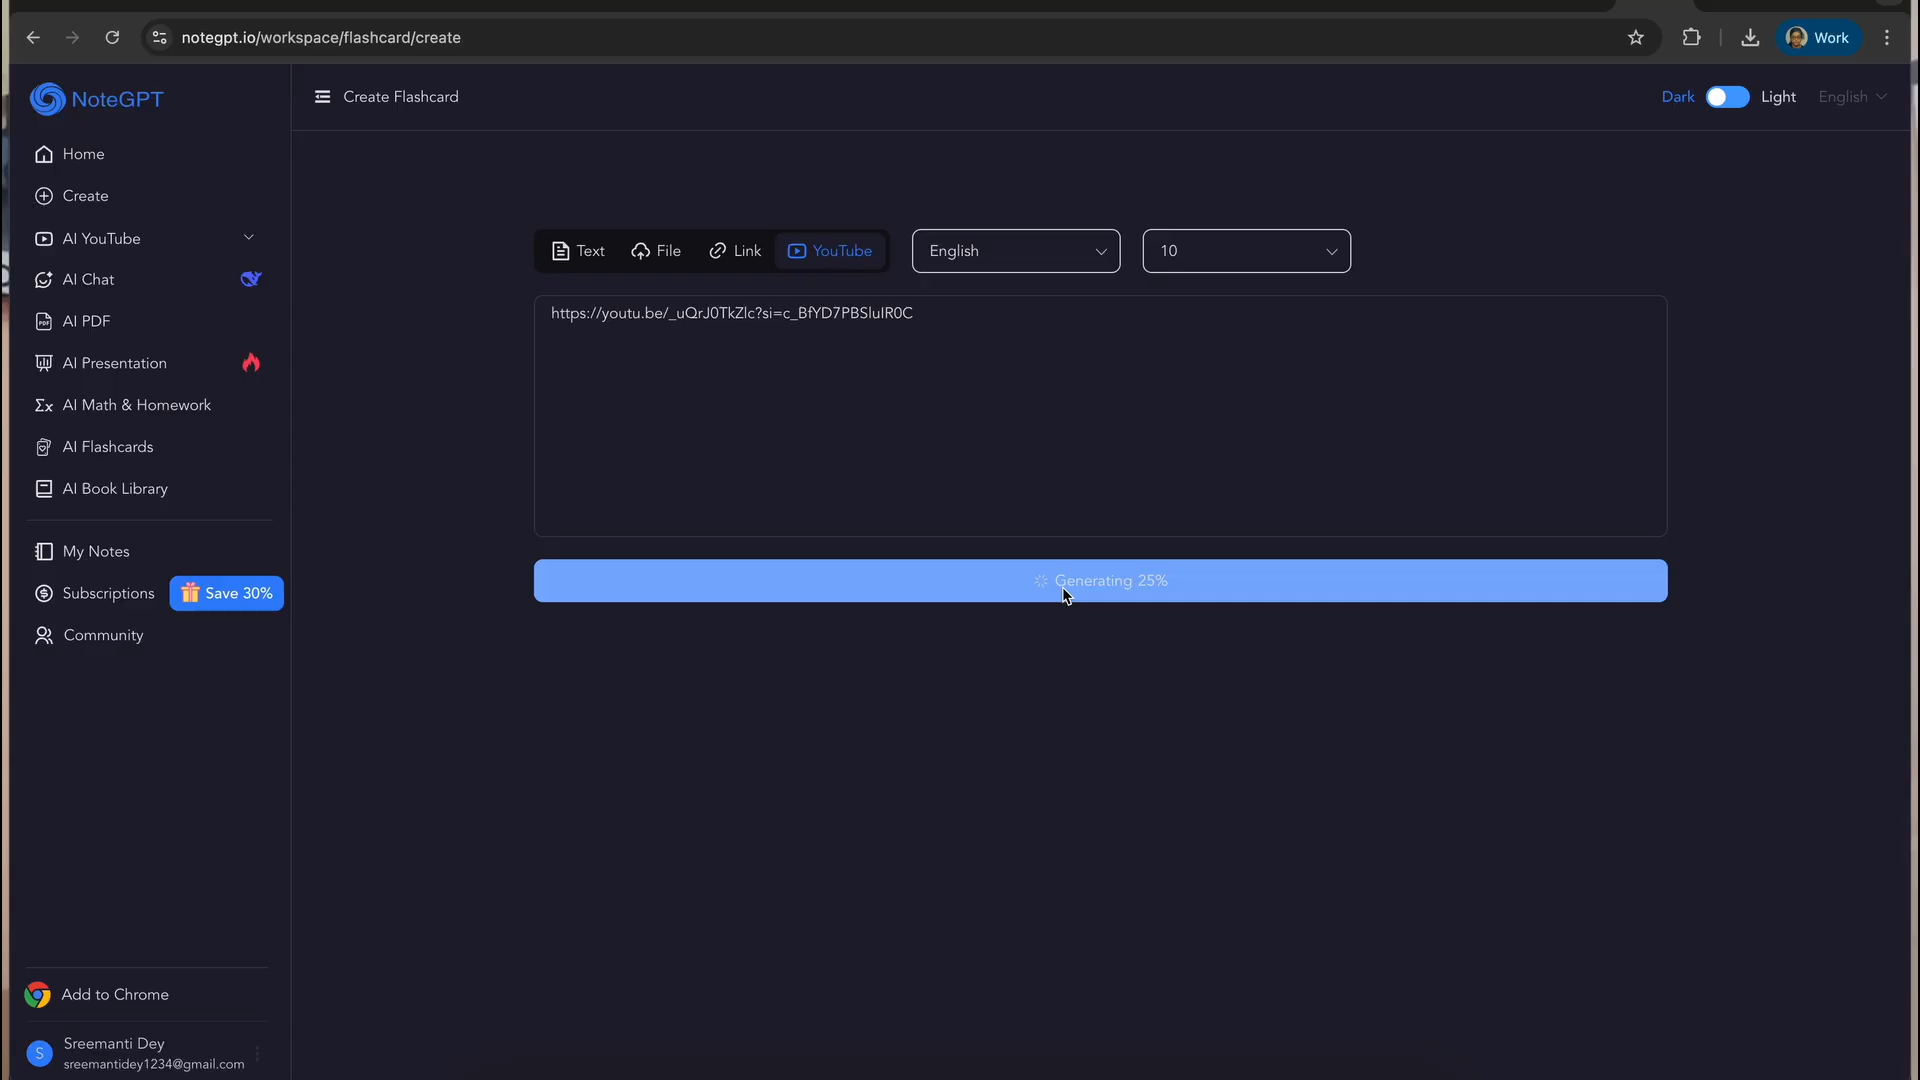 notegpt.io/workspace/flashcard/create
Work
NoteGPT
Create Flashcard
Dark
Light
English
Home
Create
AI YouTube
AI Chat
AI PDF
PDF
AI Presentation
AI Math & Homework
AI Flashcards
AI Book Library
My Notes
Subscriptions
Save 30%
Community
Text
File
Link
YouTube
English
10
https://youtu.be/_uQrJ0TkZlc?si=c_BfYD7PBSluIR0C
Generating 25%
Add to Chrome
S
Sreemanti Dey
sreemantidey1234@gmail.com